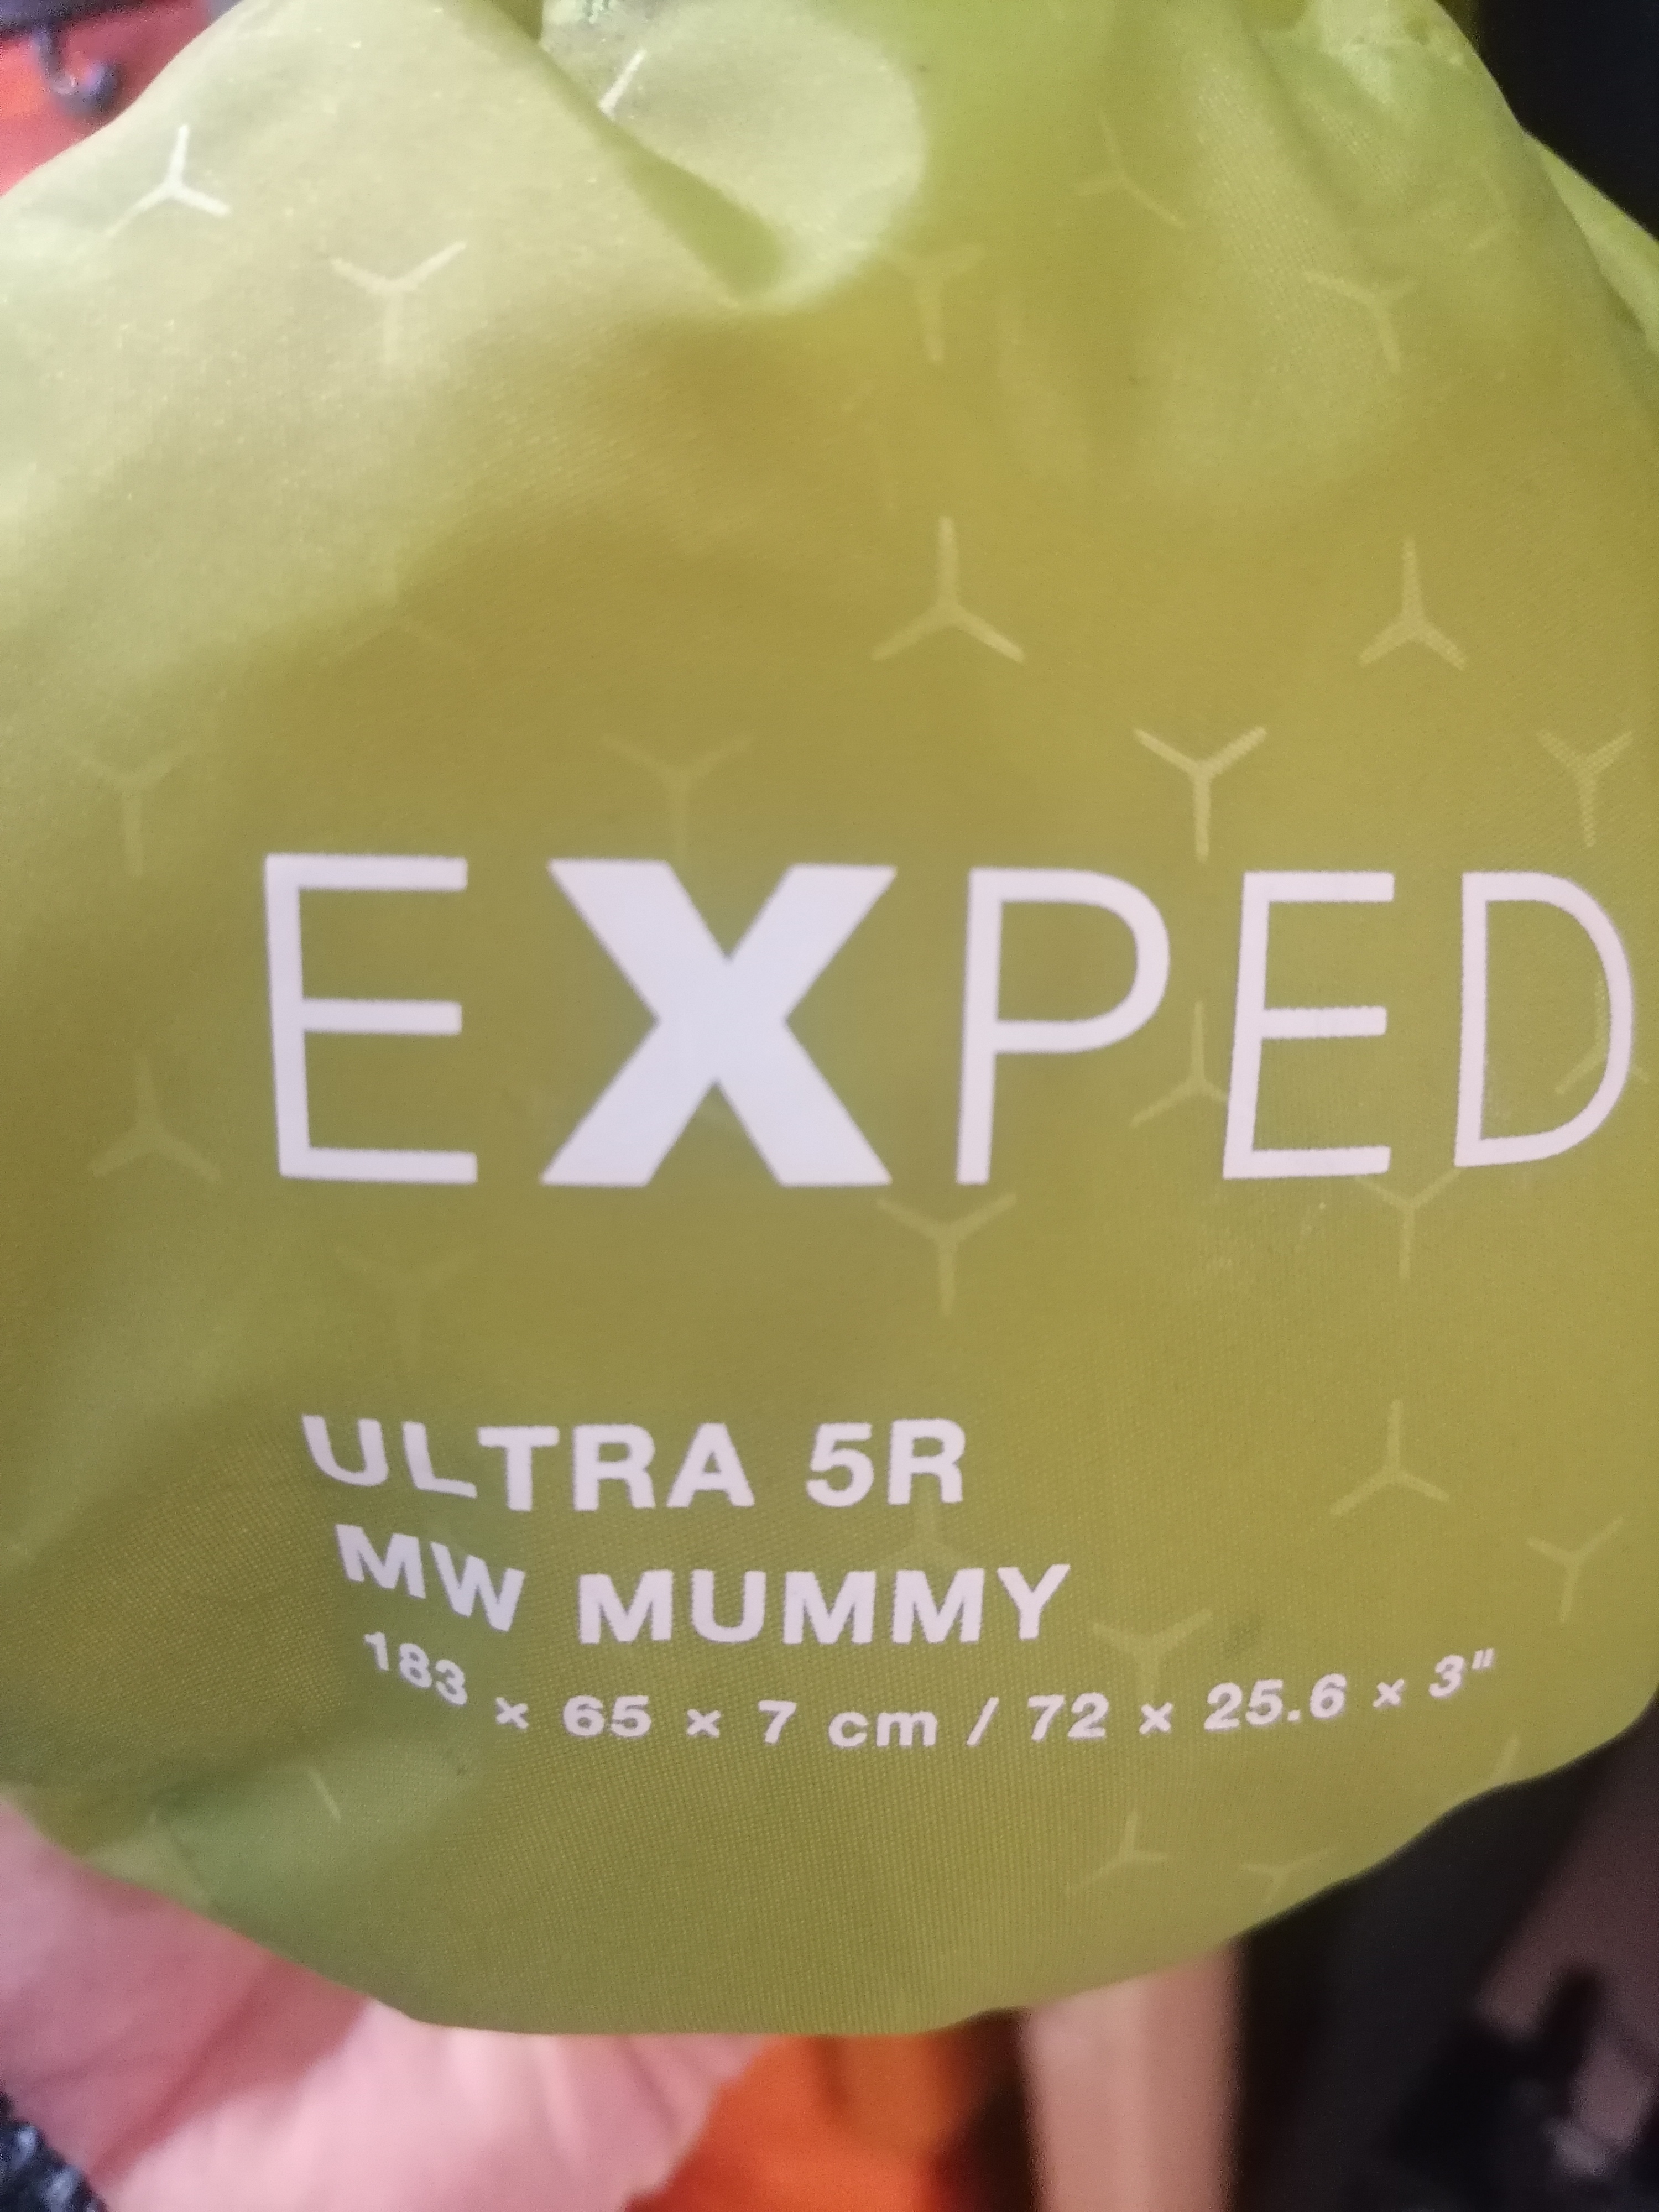 EXPED
ULTRA 5R
MW MUMMY
183 × 65 × 7 cm / 72 × 25.6 × 3"